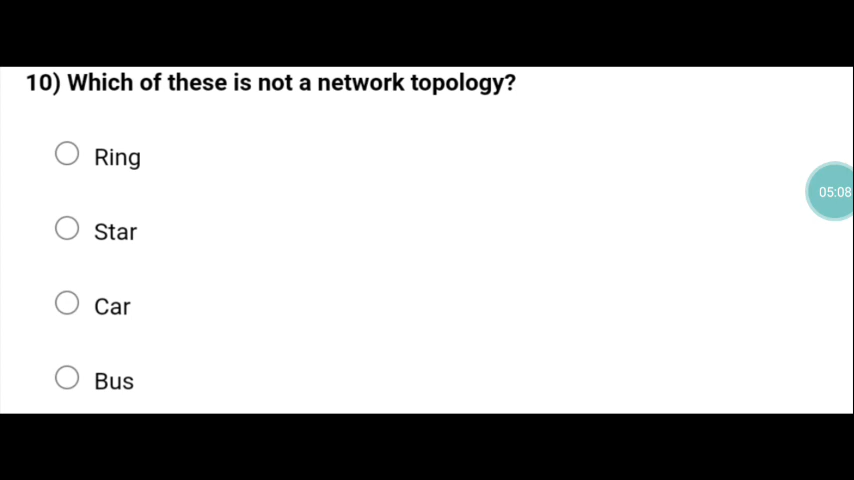 10) Which of these is not a network topology?
Ring
05:08
Star
Car
Bus